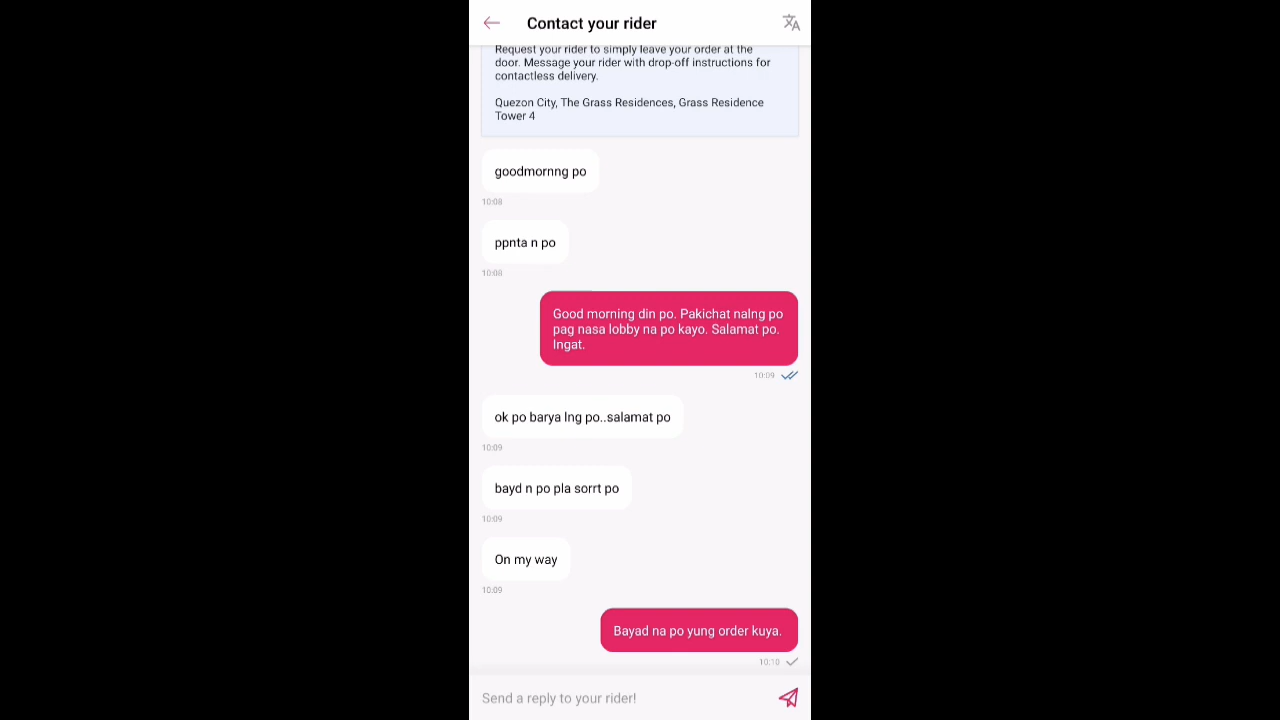 Contact your rider
Request your rider to simply leave your order at the
door. Message your rider with drop-off instructions for
contactless delivery.
Quezon City, The Grass Residences, Grass Residence
Tower 4
goodmornng po
10:08
ppnta n po
10:08
Good morning din po. Pakichat nalng po
pag nasa lobby na po kayo. Salamat po.
Ingat.
10:09
ok po barya lng po..salamat po
10:09
bayd n po pla sorrt po
10:09
On my way
10:09
Bayad na po yung order kuya.
10:10
Send a reply to your rider!